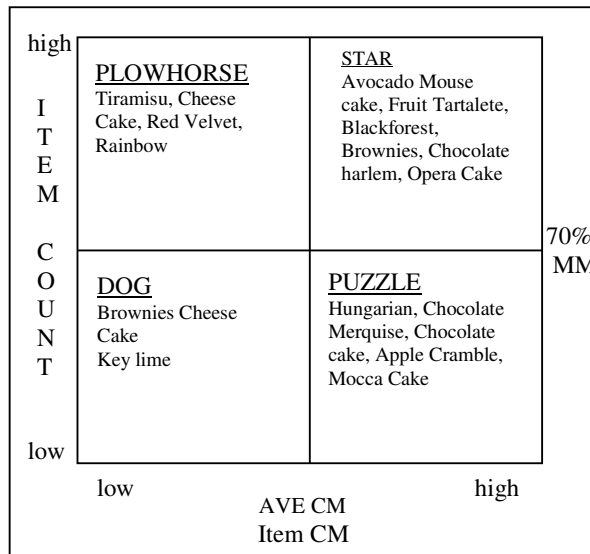 high
ITEM COUNT
PLOWHORSE
Tiramisu, Cheese
Cake, Red Velvet,
Rainbow
STAR
Avocado Mouse
cake, Fruit Tartalete,
Blackforest,
Brownies, Chocolate
harlem, Opera Cake
70%
MM
DOG
Brownies Cheese
Cake
Key lime
PUZZLE
Hungarian, Chocolate
Merquise, Chocolate
cake, Apple Cramble,
Mocca Cake
low
low
high
AVE CM
Item CM